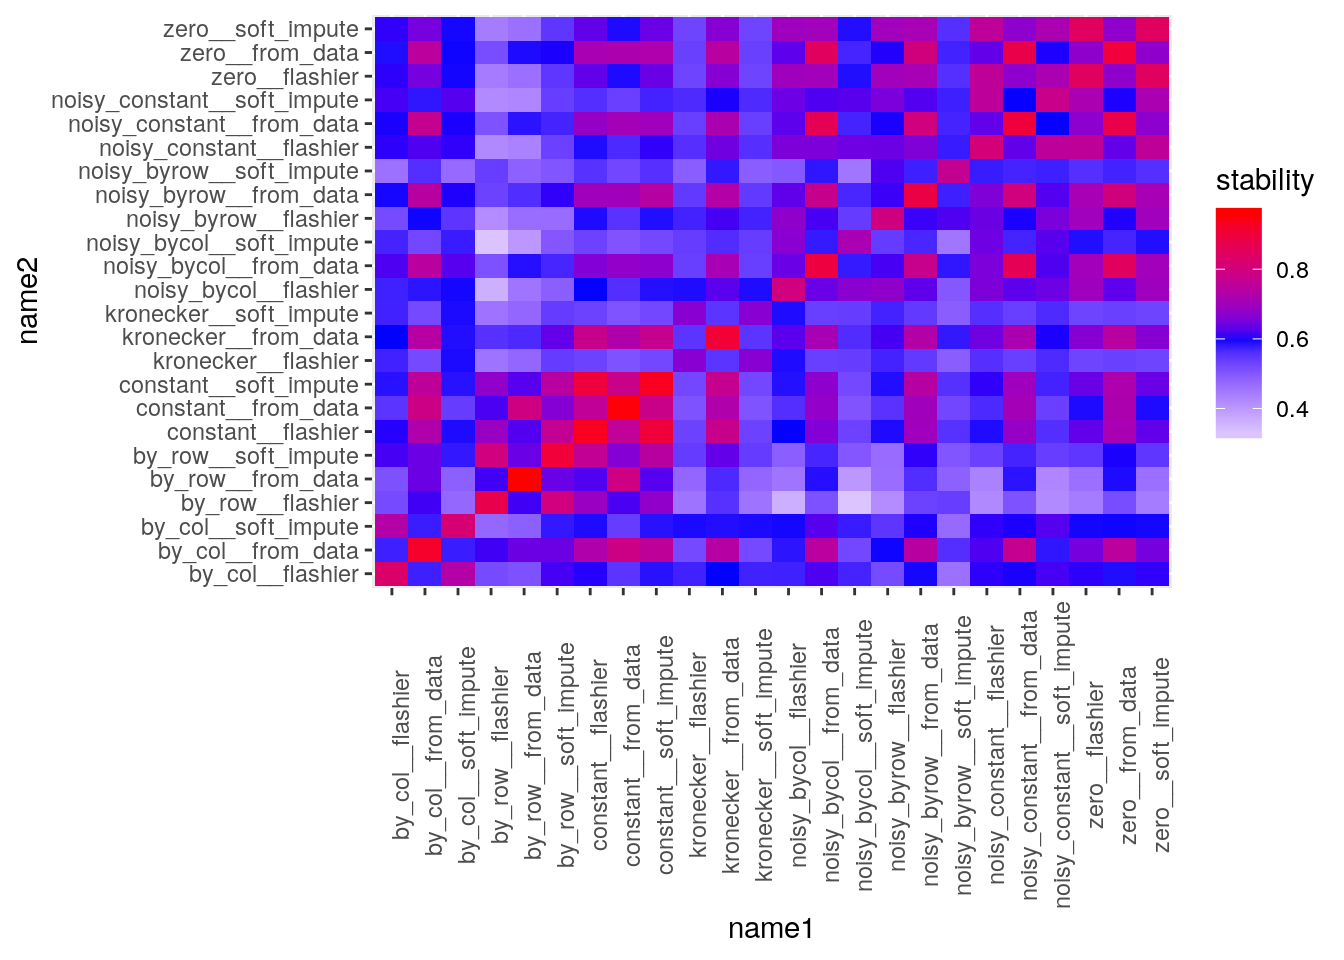 zero__soft_impute
zero__from_data
zero__flashier
noisy_constant__soft_impute
noisy_constant__from_data
noisy_constant__flashier
noisy_byrow__soft_impute
noisy_byrow__from_data
noisy_byrow__flashier
noisy_bycol__soft_impute
noisy_bycol__from_data
noisy_bycol__flashier
kronecker__soft_impute
kronecker__from_data
kronecker__flashier
constant__soft_impute
constant__from_data
constant__flashier
by_row__soft_impute
by_row__from_data
by_row__flashier
by_col__soft_impute
by_col__from_data
by_col__flashier
name2
by_col__flashier
by_col__from_data
by_col__soft_impute
by_row__flashier
by_row__from_data
by_row__soft_impute
constant__flashier
constant__from_data
constant__soft_impute
kronecker__flashier
kronecker__from_data
kronecker__soft_impute
noisy_bycol__flashier
noisy_bycol__from_data
noisy_bycol__soft_impute
noisy_byrow__flashier
noisy_byrow__from_data
noisy_byrow__soft_impute
noisy_constant__flashier
noisy_constant__from_data
noisy_constant__soft_impute
zero__flashier
zero__from_data
zero__soft_impute
name1
stability
0.8
0.6
0.4